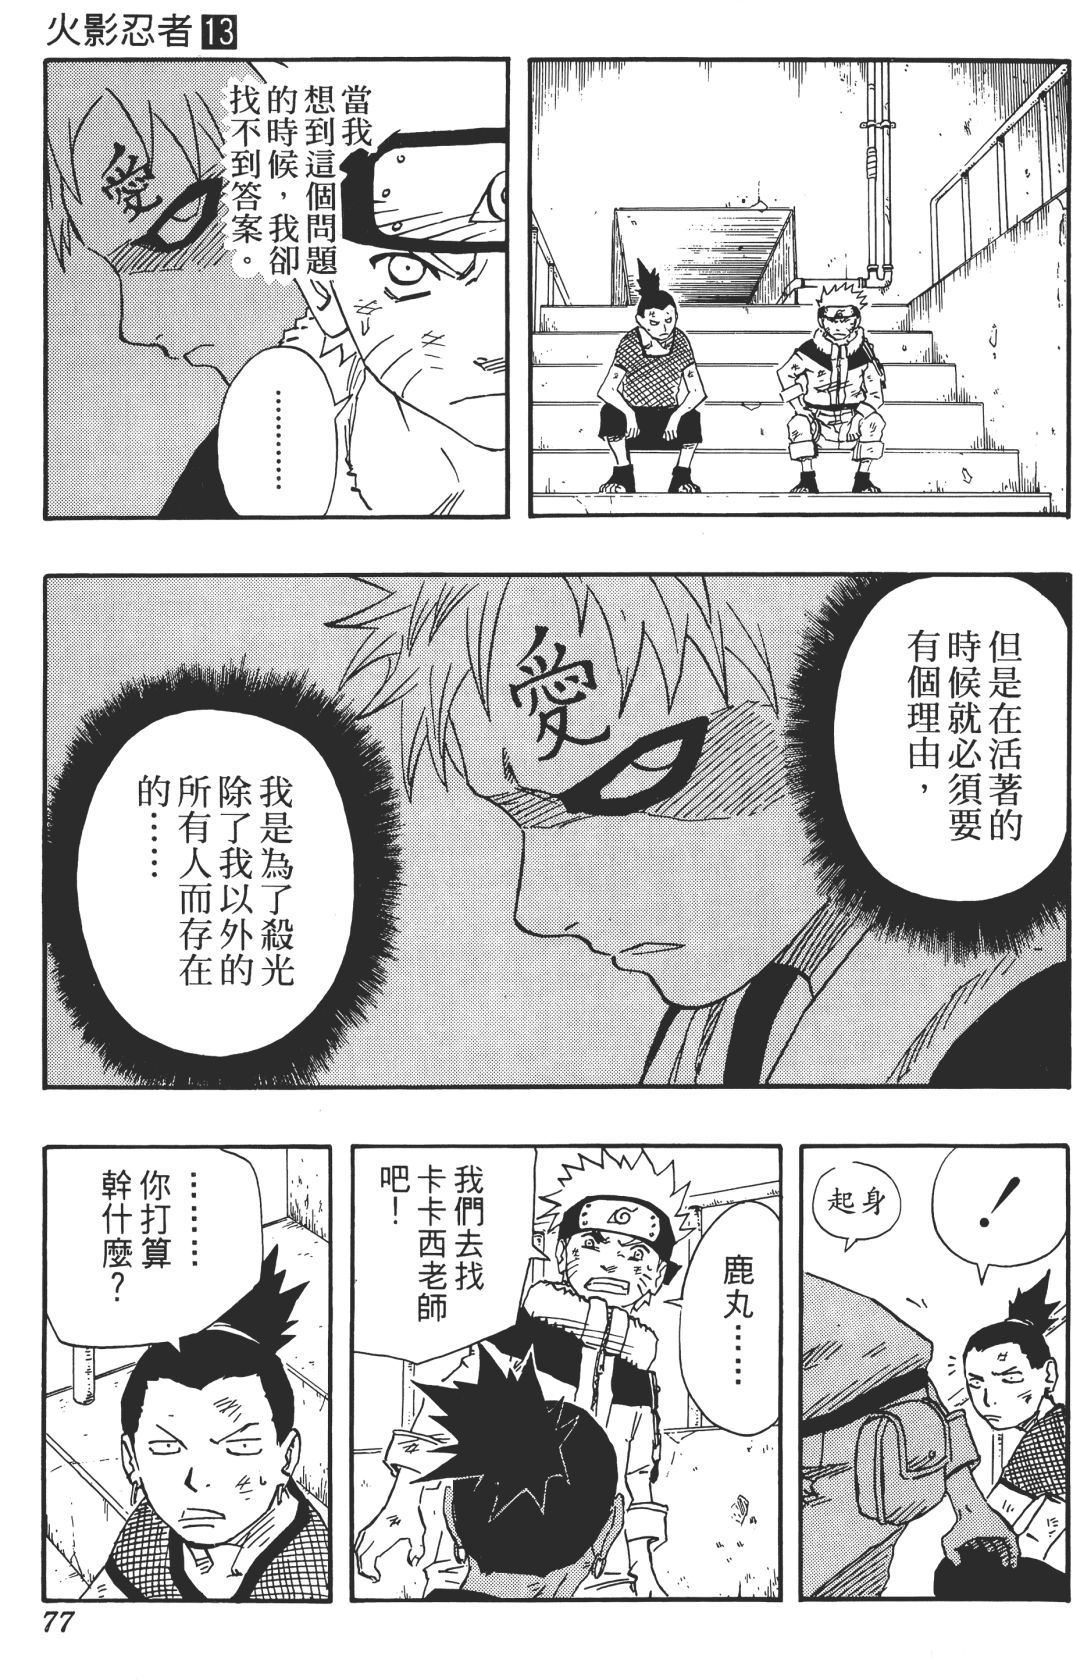 火影忍者 13
當我
想到這個問題
的時候，我卻
找不到答案。
愛
………
但是在活著的
時候就必須要
有個理由，
愛
我是為了殺光
除了我以外的
所有人而存在
的……
！
起身
鹿丸……
我們去找
卡卡西老師
吧！
………
你打算
幹什麼？
77